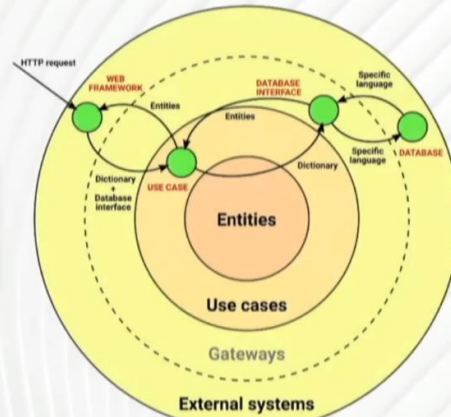 HTTP request
WEB
FRAMEWORK
Entities
Dictionary
+
Database
interface
USE CASE
DATABASE
INTERFACE
Entities
Dictionary
Specific
language
Specific
language
DATABASE
Entities
Use cases
Gateways
External systems